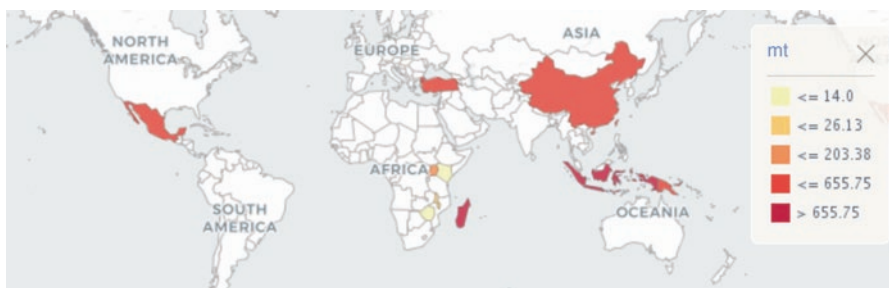 NORTH
AMERICA
EUROPE
ASIA
AFRICA
SOUTH
AMERICA
OCEANIA
mt
<= 14.0
<= 26.13
<= 203.38
<= 655.75
> 655.75